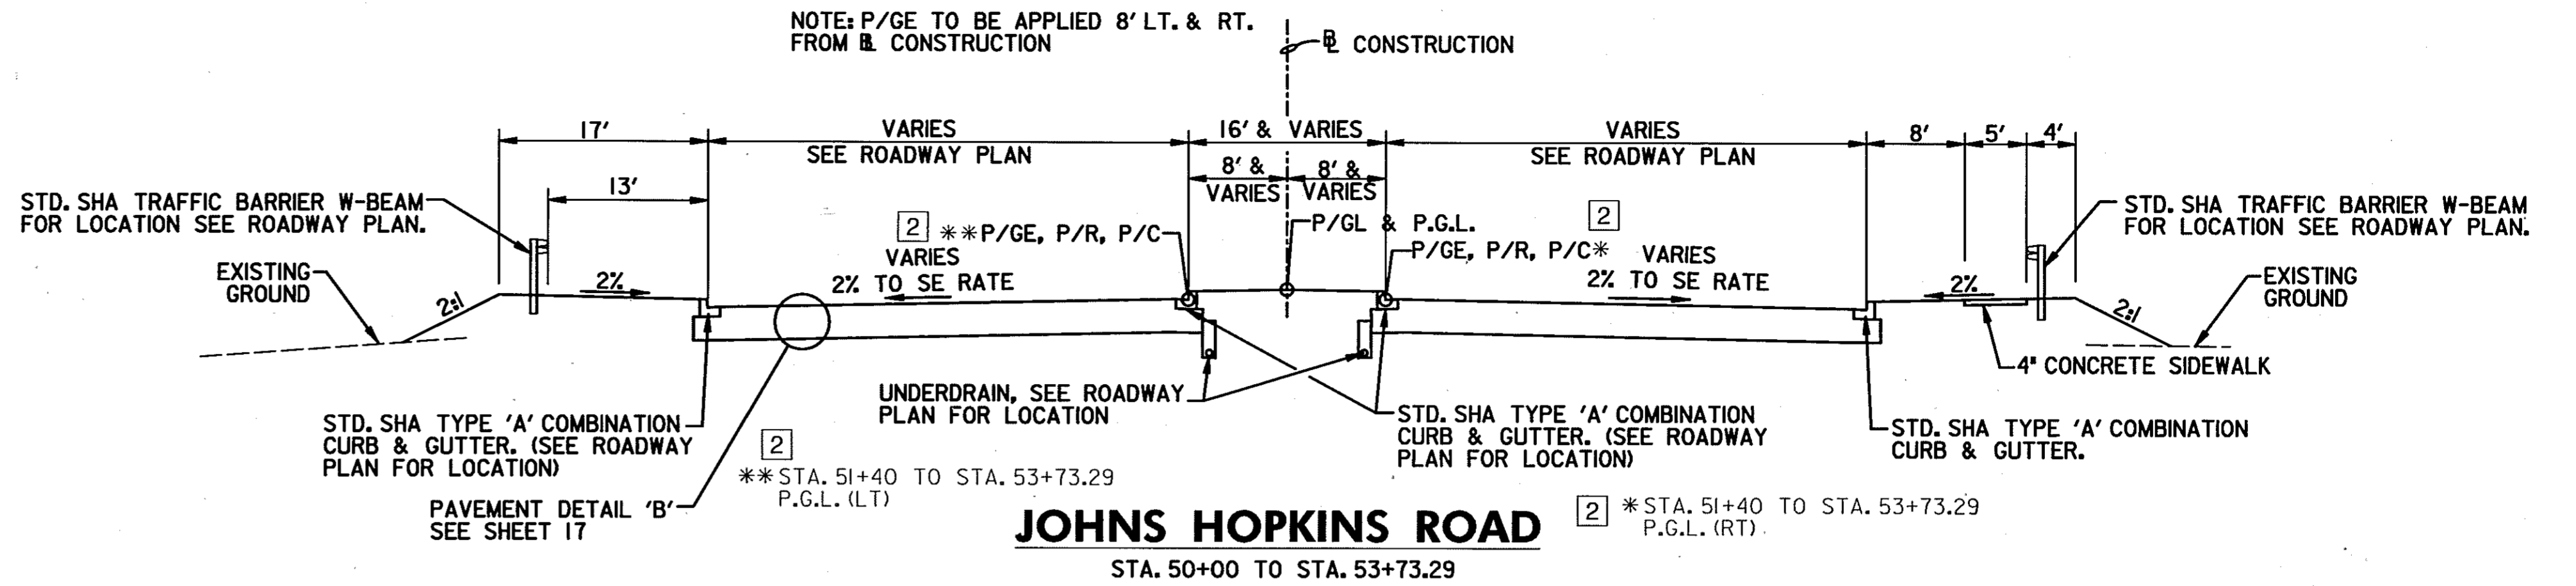 NOTE: P/GE TO BE APPLIED 8' LT. & RT.
FROM BL CONSTRUCTION
BL CONSTRUCTION
17'
VARIES
SEE ROADWAY PLAN
16' & VARIES
8' &
VARIES
8' &
VARIES
VARIES
SEE ROADWAY PLAN
8'
5'
4'
13'
STD. SHA TRAFFIC BARRIER W-BEAM
FOR LOCATION SEE ROADWAY PLAN.
2
**P/GE, P/R, P/C
VARIES
2% TO SE RATE
P/GL & P.G.L.
2
P/GE, P/R, P/C*
VARIES
2% TO SE RATE
STD. SHA TRAFFIC BARRIER W-BEAM
FOR LOCATION SEE ROADWAY PLAN.
EXISTING
GROUND
2:1
2%
2%
2:1
EXISTING
GROUND
4" CONCRETE SIDEWALK
UNDERDRAIN, SEE ROADWAY
PLAN FOR LOCATION
STD. SHA TYPE 'A' COMBINATION
CURB & GUTTER. (SEE ROADWAY
PLAN FOR LOCATION)
STD. SHA TYPE 'A' COMBINATION
CURB & GUTTER. (SEE ROADWAY
PLAN FOR LOCATION)
STD. SHA TYPE 'A' COMBINATION
CURB & GUTTER.
2
**STA. 51+40 TO STA. 53+73.29
P.G.L. (LT)
PAVEMENT DETAIL 'B'
SEE SHEET 17
2
*STA. 51+40 TO STA. 53+73.29
P.G.L. (RT)
JOHNS HOPKINS ROAD
STA. 50+00 TO STA. 53+73.29